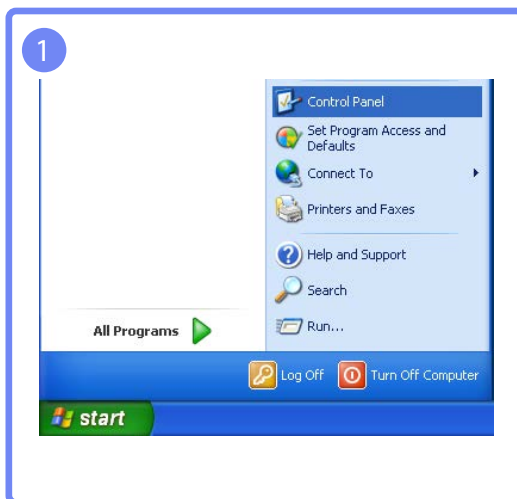 1
Control Panel
Set Program Access and
Defaults
Connect To
Printers and Faxes
Help and Support
Search
Run...
All Programs
Log Off
Turn Off Computer
start